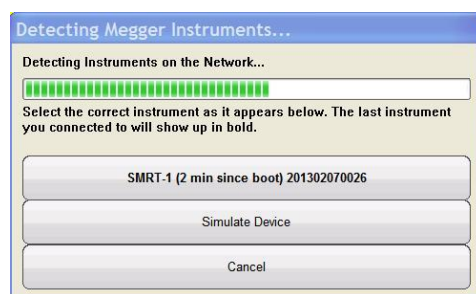 Detecting Megger Instruments...
Detecting Instruments on the Network...
Select the correct instrument as it appears below. The last instrument
you connected to will show up in bold.
SMRT-1 (2 min since boot) 201302070026
Simulate Device
Cancel